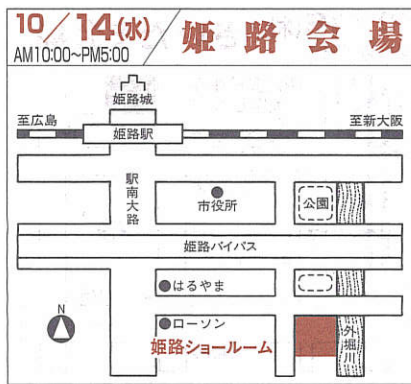 10/14(水)
AM10:00~PM5:00
姫路会場
姫路城
至広島
姫路駅
至新大阪
駅南大路
市役所
公園
姫路バイパス
はるやま
ローソン
姫路ショールーム
外堀川
N